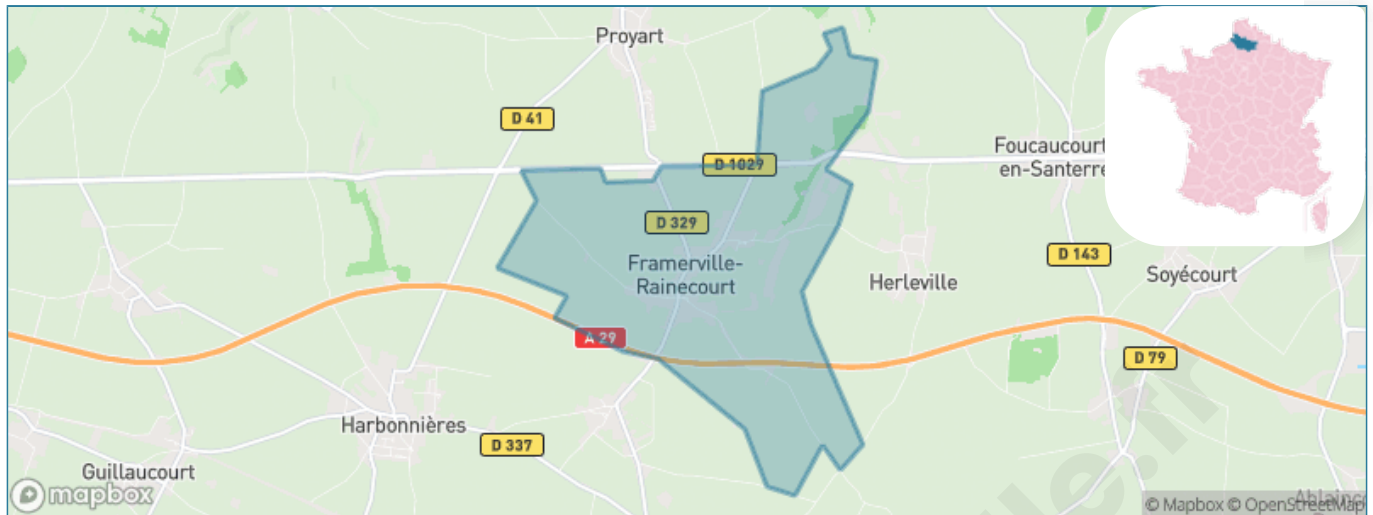 Proyart
D 41
Foucaucourt-
en-Santerre
D 1029
D 329
Framerville-
Rainecourt
D 143
Herleville
Soyécourt
A 29
D 79
Harbonnières
D 337
Guillaucourt
mapbox
© Mapbox © OpenStreetMap